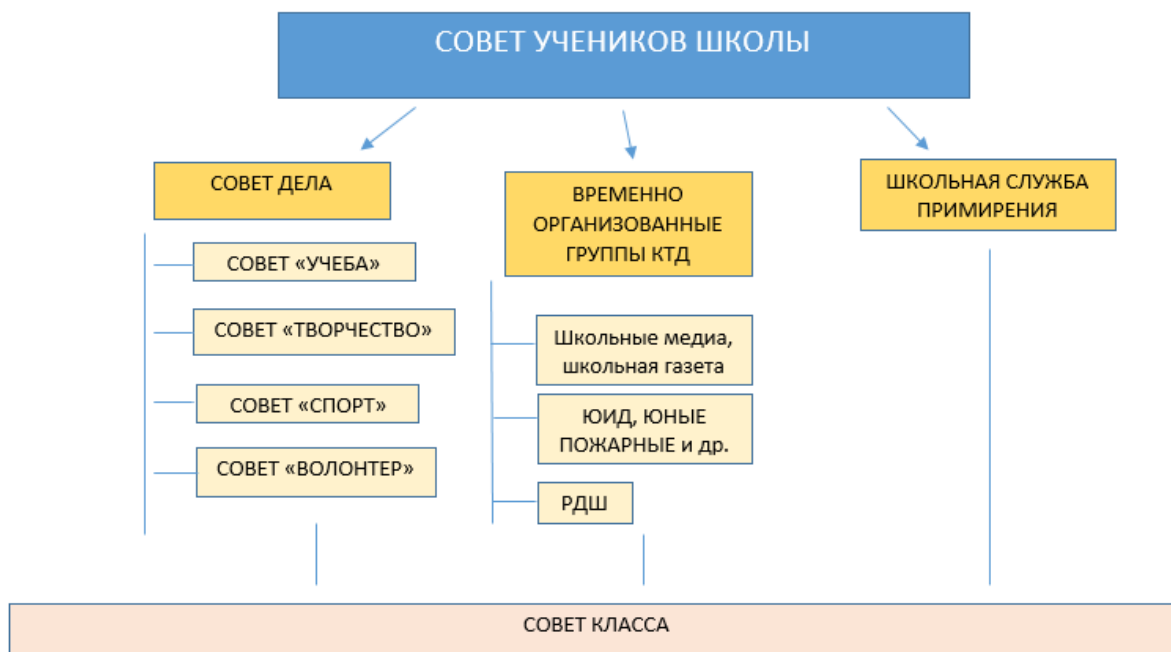 СОВЕТ УЧЕНИКОВ ШКОЛЫ
СОВЕТ ДЕЛА
СОВЕТ «УЧЕБА»
СОВЕТ «ТВОРЧЕСТВО»
СОВЕТ «СПОРТ»
СОВЕТ «ВОЛОНТЕР»
ВРЕМЕННО
ОРГАНИЗОВАННЫЕ
ГРУППЫ КТД
Школьные медиа,
школьная газета
ЮИД, ЮНЫЕ
ПОЖАРНЫЕ и др.
РДШ
ШКОЛЬНАЯ СЛУЖБА
ПРИМИРЕНИЯ
СОВЕТ КЛАССА